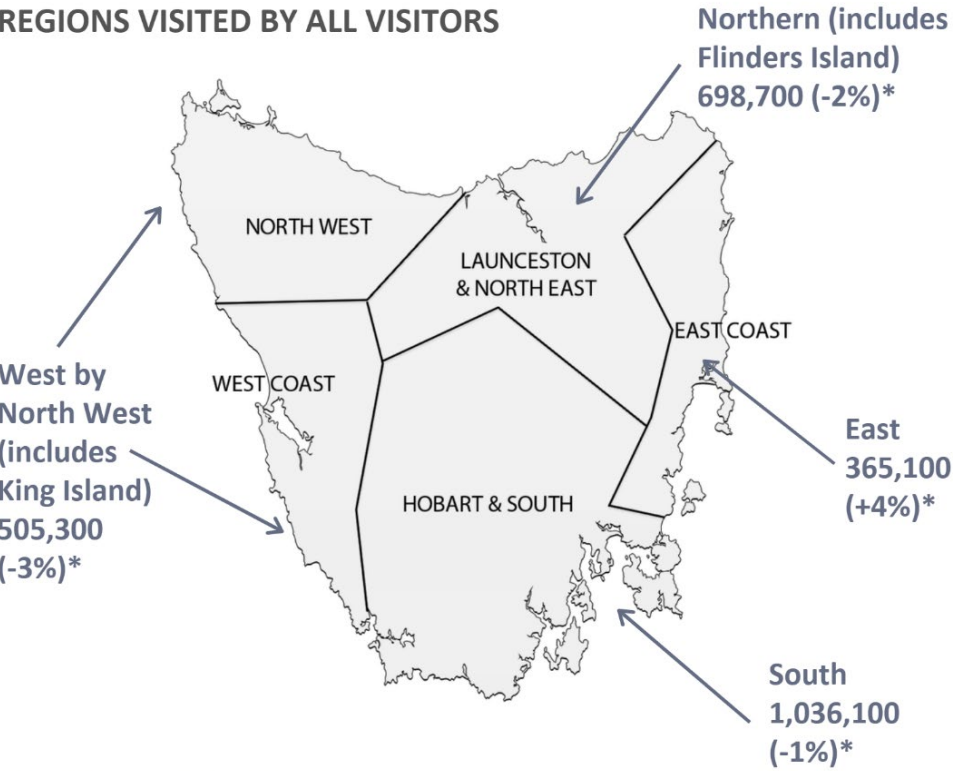 REGIONS VISITED BY ALL VISITORS
Northern (includes
Flinders Island)
698,700 (-2%)*
NORTH WEST
LAUNCESTON
& NORTH EAST
EAST COAST
WEST COAST
HOBART & SOUTH
West by
North West
(includes
King Island)
505,300
(-3%)*
East
365,100
(+4%)*
South
1,036,100
(-1%)*